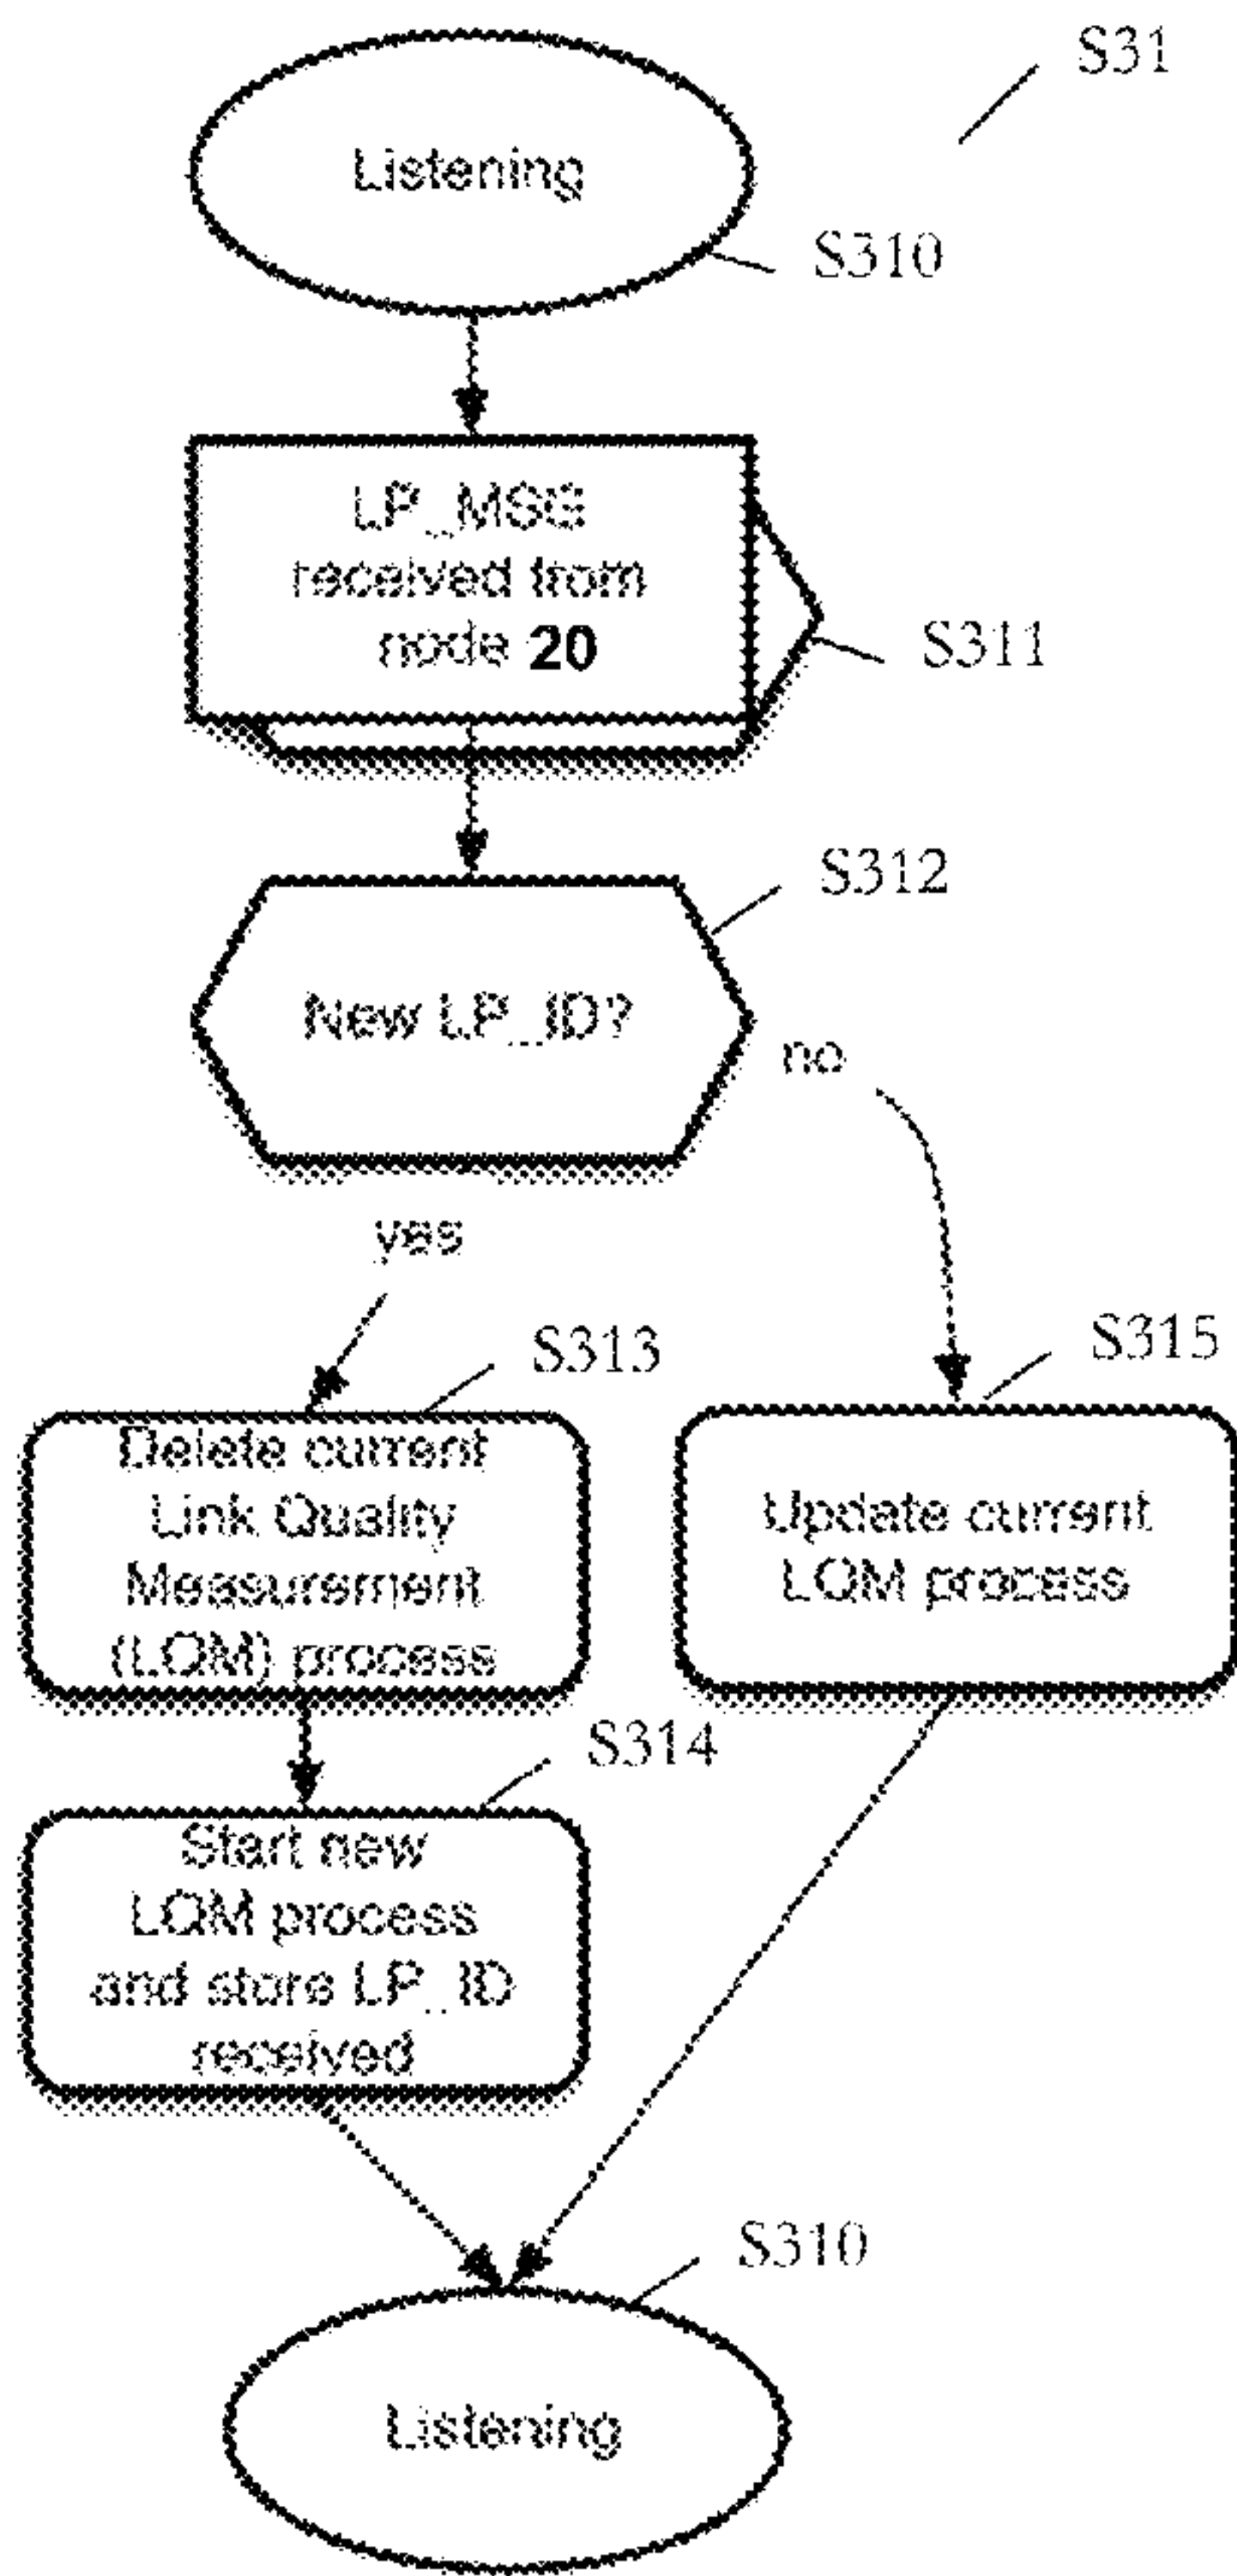 S31
Listening
S310
LP_MSG
received from
node 20
S311
S312
New LP_ID?
no
yes
S313
S315
Delete current
Link Quality
Measurement
(LQM) process
Update current
LQM process
S314
Start new
LQM process
and store LP_ID
received
S310
Listening